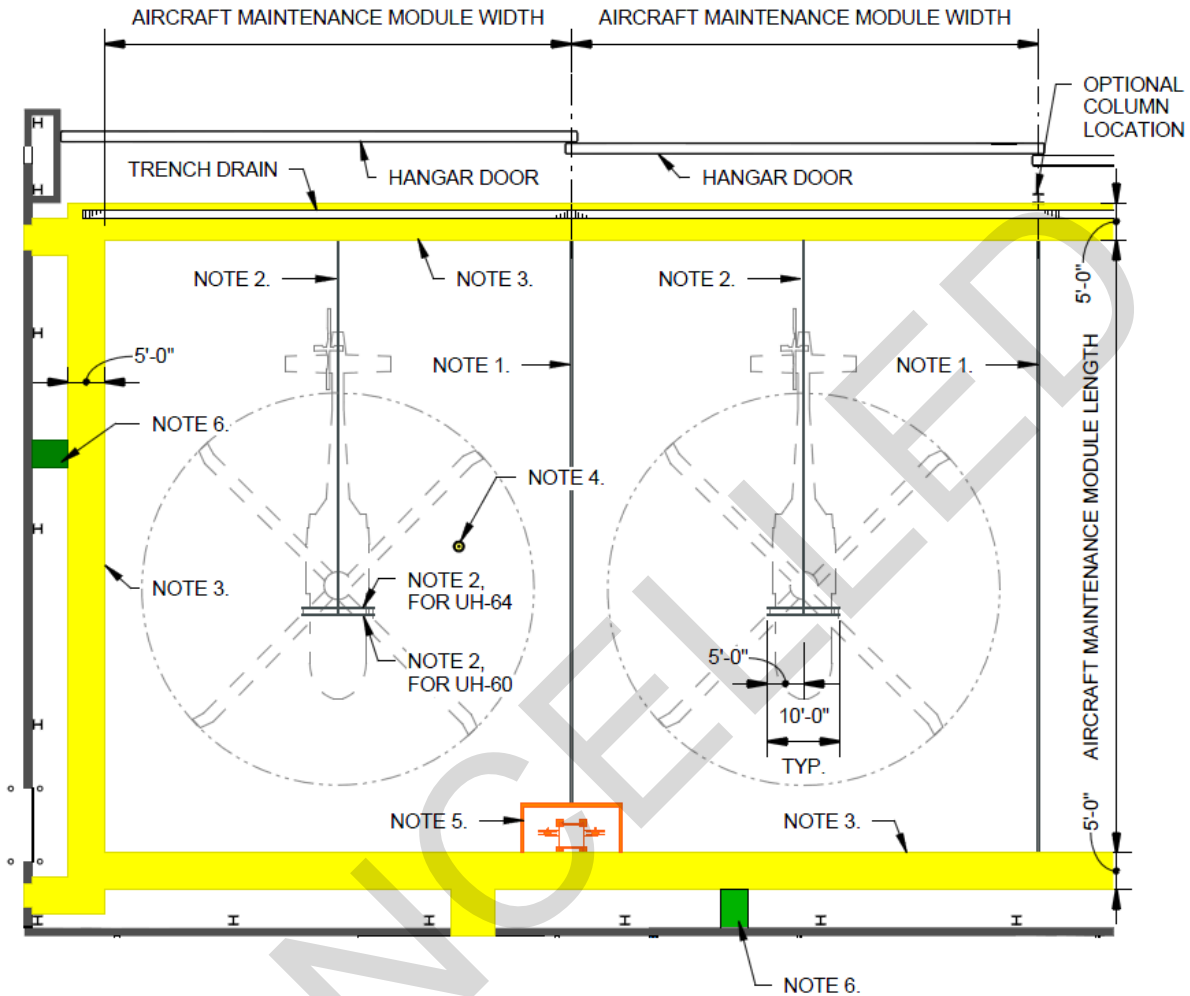 AIRCRAFT MAINTENANCE MODULE WIDTH
AIRCRAFT MAINTENANCE MODULE WIDTH
OPTIONAL
COLUMN
LOCATION
TRENCH DRAIN
HANGAR DOOR
HANGAR DOOR
NOTE 2.
NOTE 3.
NOTE 2.
5'-0"
5'-0"
NOTE 1.
NOTE 1.
NOTE 6.
NOTE 4.
AIRCRAFT MAINTENANCE MODULE LENGTH
NOTE 3.
NOTE 2,
FOR UH-64
NOTE 2,
FOR UH-60
5'-0"
10'-0"
TYP.
NOTE 5.
NOTE 3.
5'-0"
NOTE 6.
NCELLED